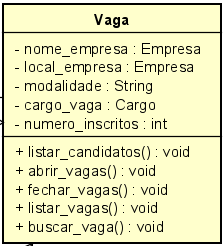 Vaga
- nome_empresa : Empresa
- local_empresa : Empresa
- modalidade : String
- cargo_vaga : Cargo
- numero_inscritos : int
+ listar_candidatos() : void
+ abrir_vagas() : void
+ fechar_vagas() : void
+ listar_vagas() : void
+ buscar_vaga() : void